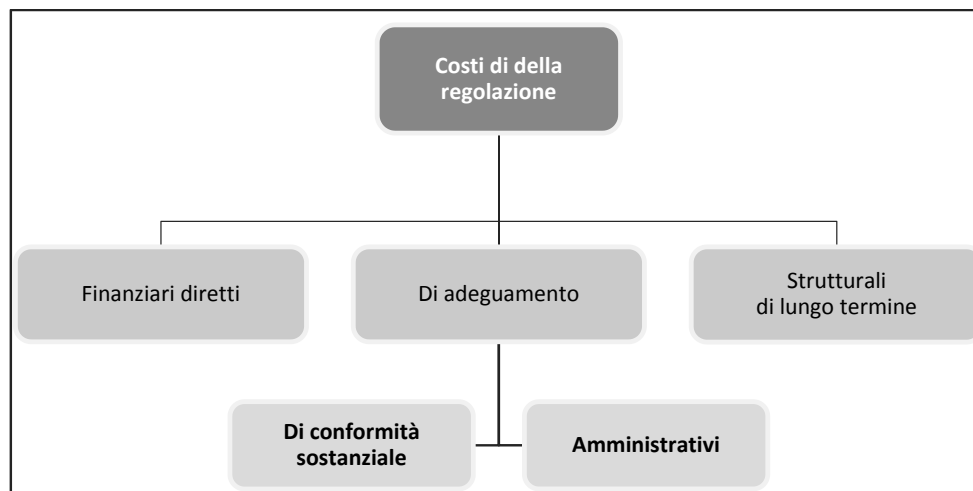 Costi di della
regolazione
Finanziari diretti
Di adeguamento
Strutturali
di lungo termine
Di conformità
sostanziale
Amministrativi